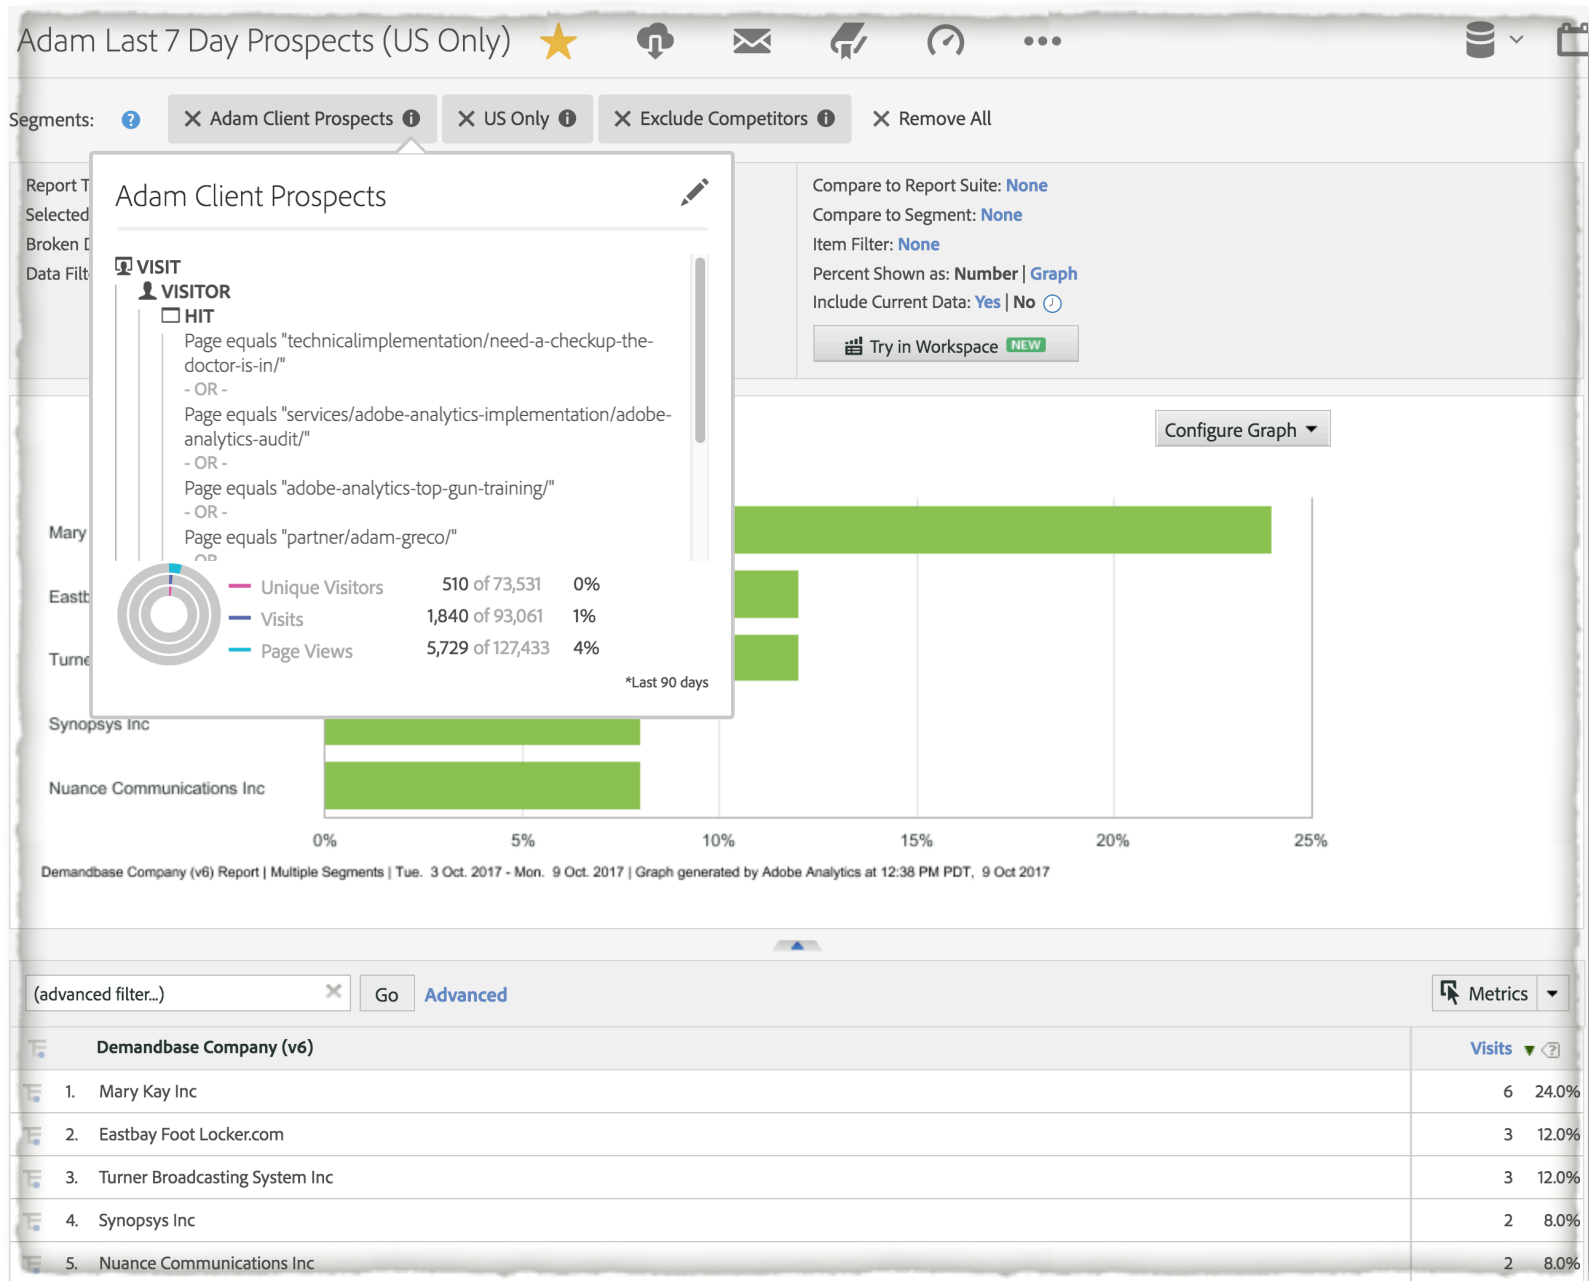 Adam Last 7 Day Prospects (US Only)
Segments: ? Adam Client Prospects US Only Exclude Competitors Remove All
Report T
Selected
Broken D
Data Filt
Adam Client Prospects
VISIT
VISITOR
HIT
Page equals "technicalimplementation/need-a-checkup-the-
doctor-is-in/"
- OR -
Page equals "services/adobe-analytics-implementation/adobe-
analytics-audit/"
- OR -
Page equals "adobe-analytics-top-gun-training/"
- OR -
Page equals "partner/adam-greco/"
- OR -
Unique Visitors 510 of 73,531 0%
Visits 1,840 of 93,061 1%
Page Views 5,729 of 127,433 4%
*Last 90 days
Compare to Report Suite: None
Compare to Segment: None
Item Filter: None
Percent Shown as: Number | Graph
Include Current Data: Yes | No
Try in Workspace NEW
Configure Graph
Mary
Eastb
Turne
Synopsys Inc
Nuance Communications Inc
0% 5% 10% 15% 20% 25%
Demandbase Company (v6) Report | Multiple Segments | Tue. 3 Oct. 2017 - Mon. 9 Oct. 2017 | Graph generated by Adobe Analytics at 12:38 PM PDT, 9 Oct 2017
(advanced filter...) Go Advanced Metrics
Demandbase Company (v6) Visits ?
1. Mary Kay Inc 6 24.0%
2. Eastbay Foot Locker.com 3 12.0%
3. Turner Broadcasting System Inc 3 12.0%
4. Synopsys Inc 2 8.0%
5. Nuance Communications Inc 2 8.0%